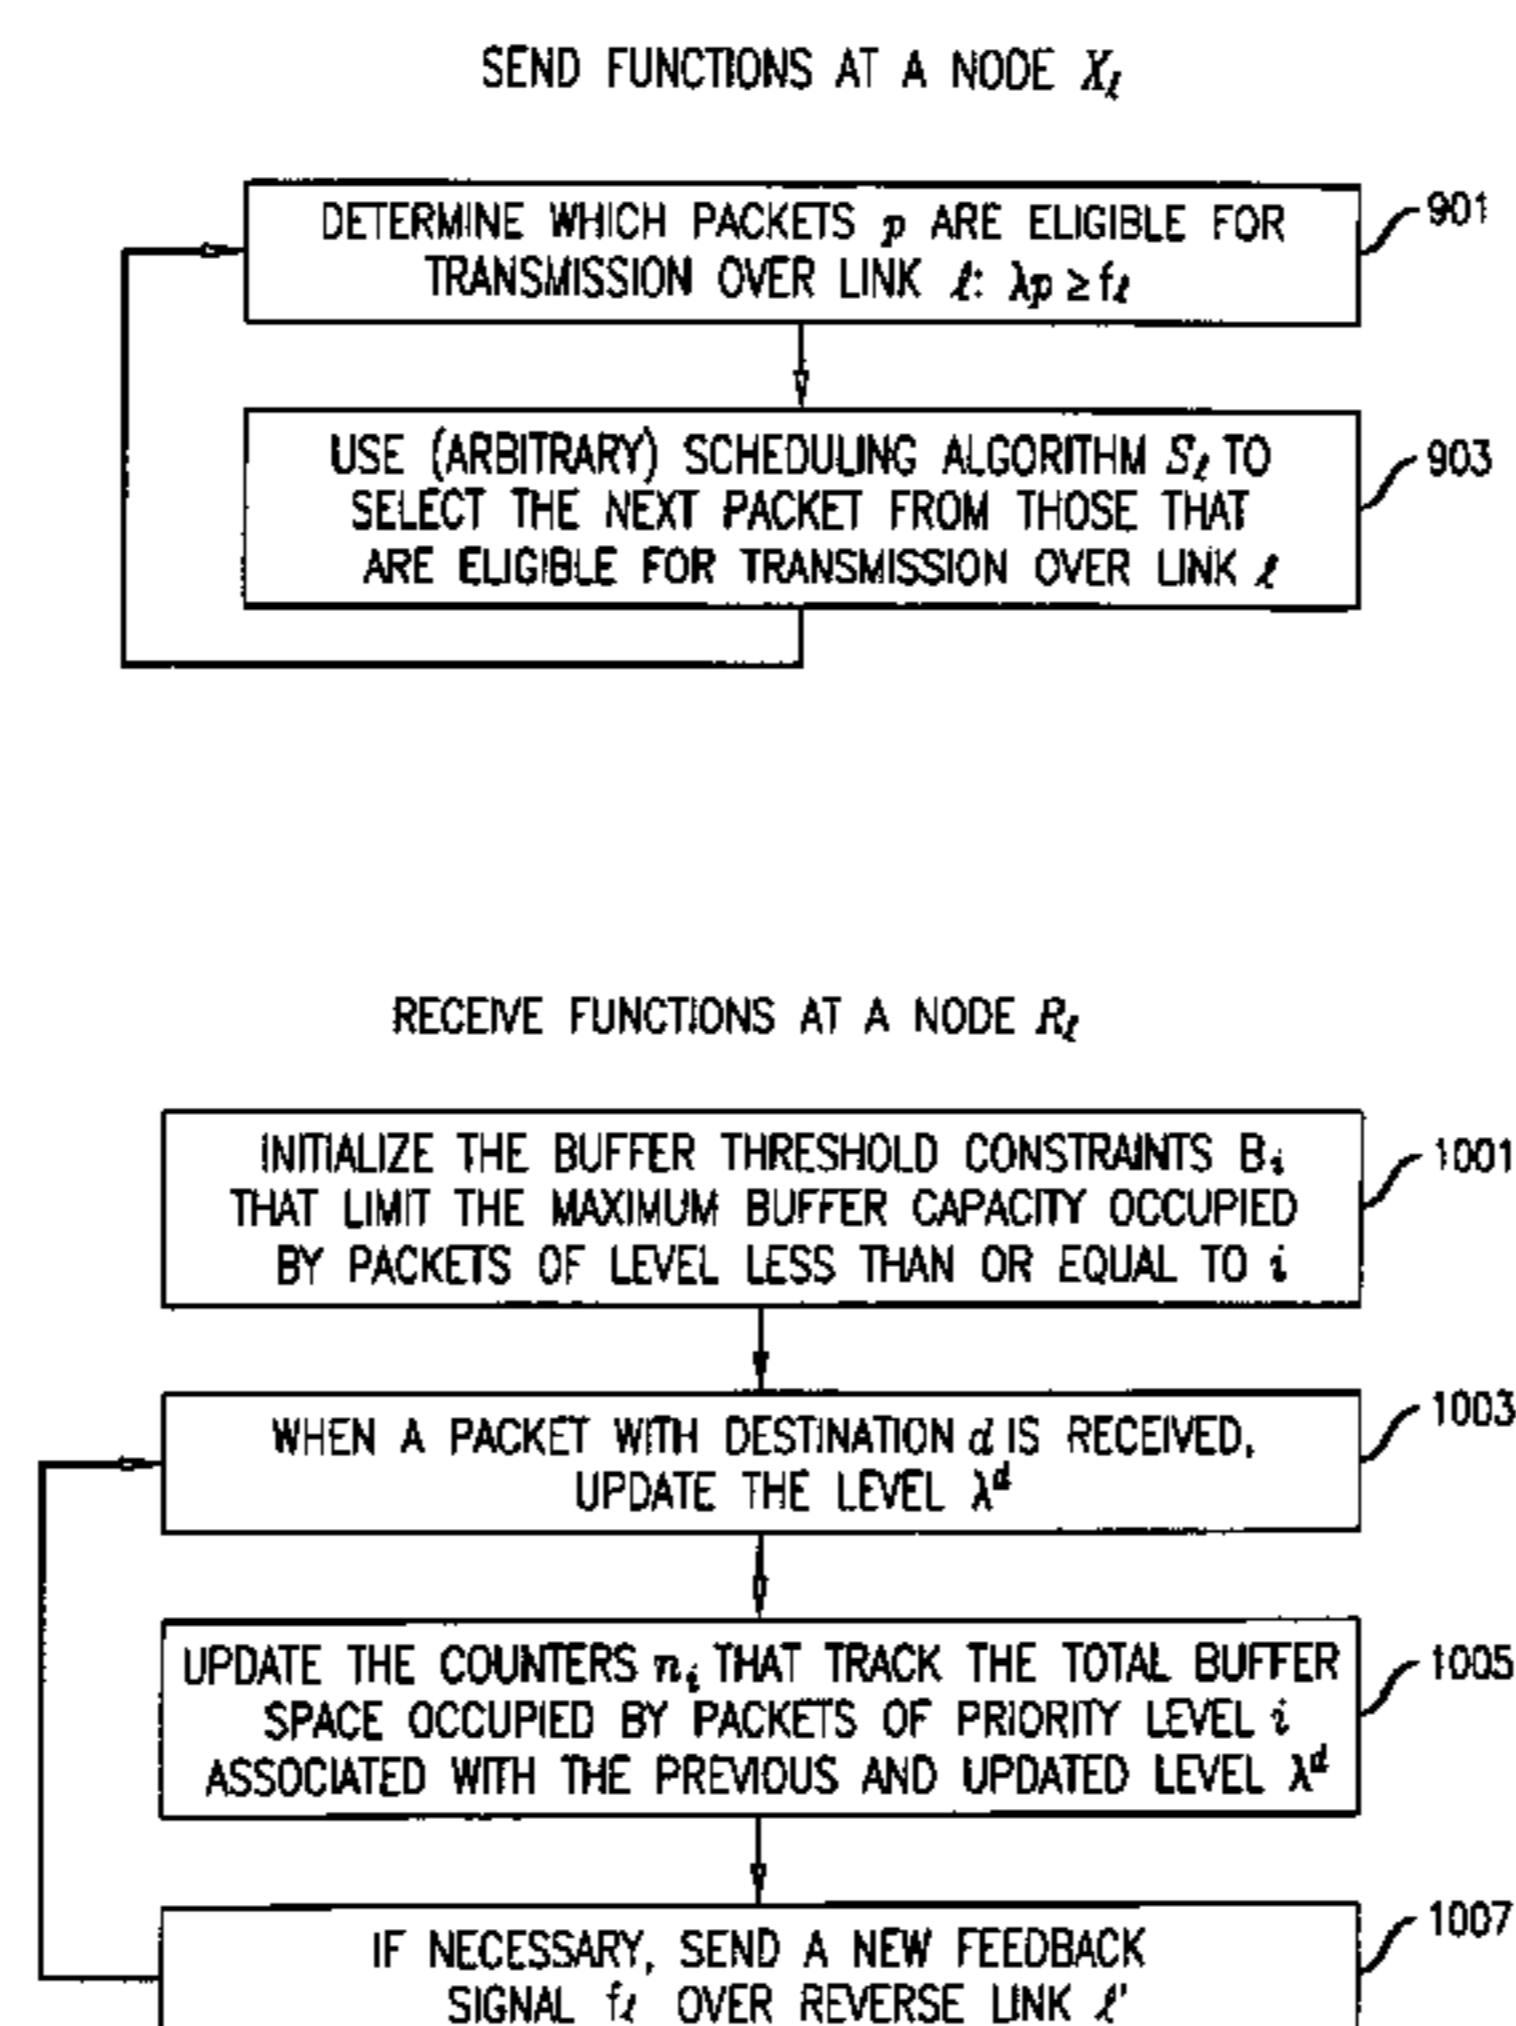 SEND FUNCTIONS AT A NODE Xℓ
DETERMINE WHICH PACKETS p ARE ELIGIBLE FOR
TRANSMISSION OVER LINK ℓ: λp ≥ fℓ
901
USE (ARBITRARY) SCHEDULING ALGORITHM Sℓ TO
SELECT THE NEXT PACKET FROM THOSE THAT
ARE ELIGIBLE FOR TRANSMISSION OVER LINK ℓ
903
RECEIVE FUNCTIONS AT A NODE Rℓ
INITIALIZE THE BUFFER THRESHOLD CONSTRAINTS Bi
THAT LIMIT THE MAXIMUM BUFFER CAPACITY OCCUPIED
BY PACKETS OF LEVEL LESS THAN OR EQUAL TO i
1001
WHEN A PACKET WITH DESTINATION d IS RECEIVED,
UPDATE THE LEVEL λᵈ
1003
UPDATE THE COUNTERS ni THAT TRACK THE TOTAL BUFFER
SPACE OCCUPIED BY PACKETS OF PRIORITY LEVEL i
ASSOCIATED WITH THE PREVIOUS AND UPDATED LEVEL λᵈ
1005
IF NECESSARY, SEND A NEW FEEDBACK
SIGNAL fℓ OVER REVERSE LINK ℓ'
1007